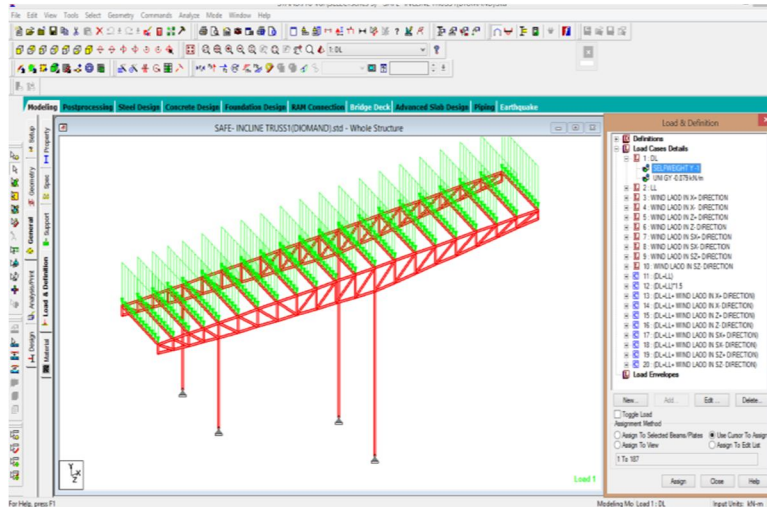 File Edit View Tools Select Geometry Commands Analyze Mode Window Help
1:DL
Modeling Postprocessing Steel Design Concrete Design Foundation Design RAM Connection Bridge Deck Advanced Slab Design Piping Earthquake
SAFE- INCLINE TRUSS1(DIOMAND).std - Whole Structure
Setup
Geometry
General
Analysis/Print
Design
Property
Spec
Support
Load & Definition
Material
Y
X
Z
Load 1
Load & Definition
Definitions
Load Cases Details
1 : DL
SELFWEIGHT Y -1
UNI GY -0.079 kN/m
2 : LL
3 : WIND LAOD IN X+ DIRECTION
4 : WIND LAOD IN X- DIRECTION
5 : WIND LAOD IN Z+ DIRECTION
6 : WIND LAOD IN Z- DIRECTION
7 : WIND LAOD IN SX+ DIRECTION
8 : WIND LAOD IN SX- DIRECTION
9 : WIND LAOD IN SZ+ DIRECTION
10 : WIND LAOD IN SZ- DIRECTION
11 : (DL+LL)
12 : (DL+LL)*1.5
13 : (DL+LL+ WIND LAOD IN X+ DIRECTION)
14 : (DL+LL+ WIND LAOD IN X- DIRECTION)
15 : (DL+LL+ WIND LAOD IN Z+ DIRECTION)
16 : (DL+LL+ WIND LAOD IN Z- DIRECTION)
17 : (DL+LL+ WIND LAOD IN SX+ DIRECTION)
18 : (DL+LL+ WIND LAOD IN SX- DIRECTION)
19 : (DL+LL+ WIND LAOD IN SZ+ DIRECTION)
20 : (DL+LL+ WIND LAOD IN SZ- DIRECTION)
Load Envelopes
New... Add... Edit ... Delete...
Toggle Load
Assignment Method
Assign To Selected Beams/Plates Use Cursor To Assign
Assign To View Assign To Edit List
1 To 187
Assign Close Help
For Help, press F1
Modeling Mo Load 1 : DL Input Units: kN-m